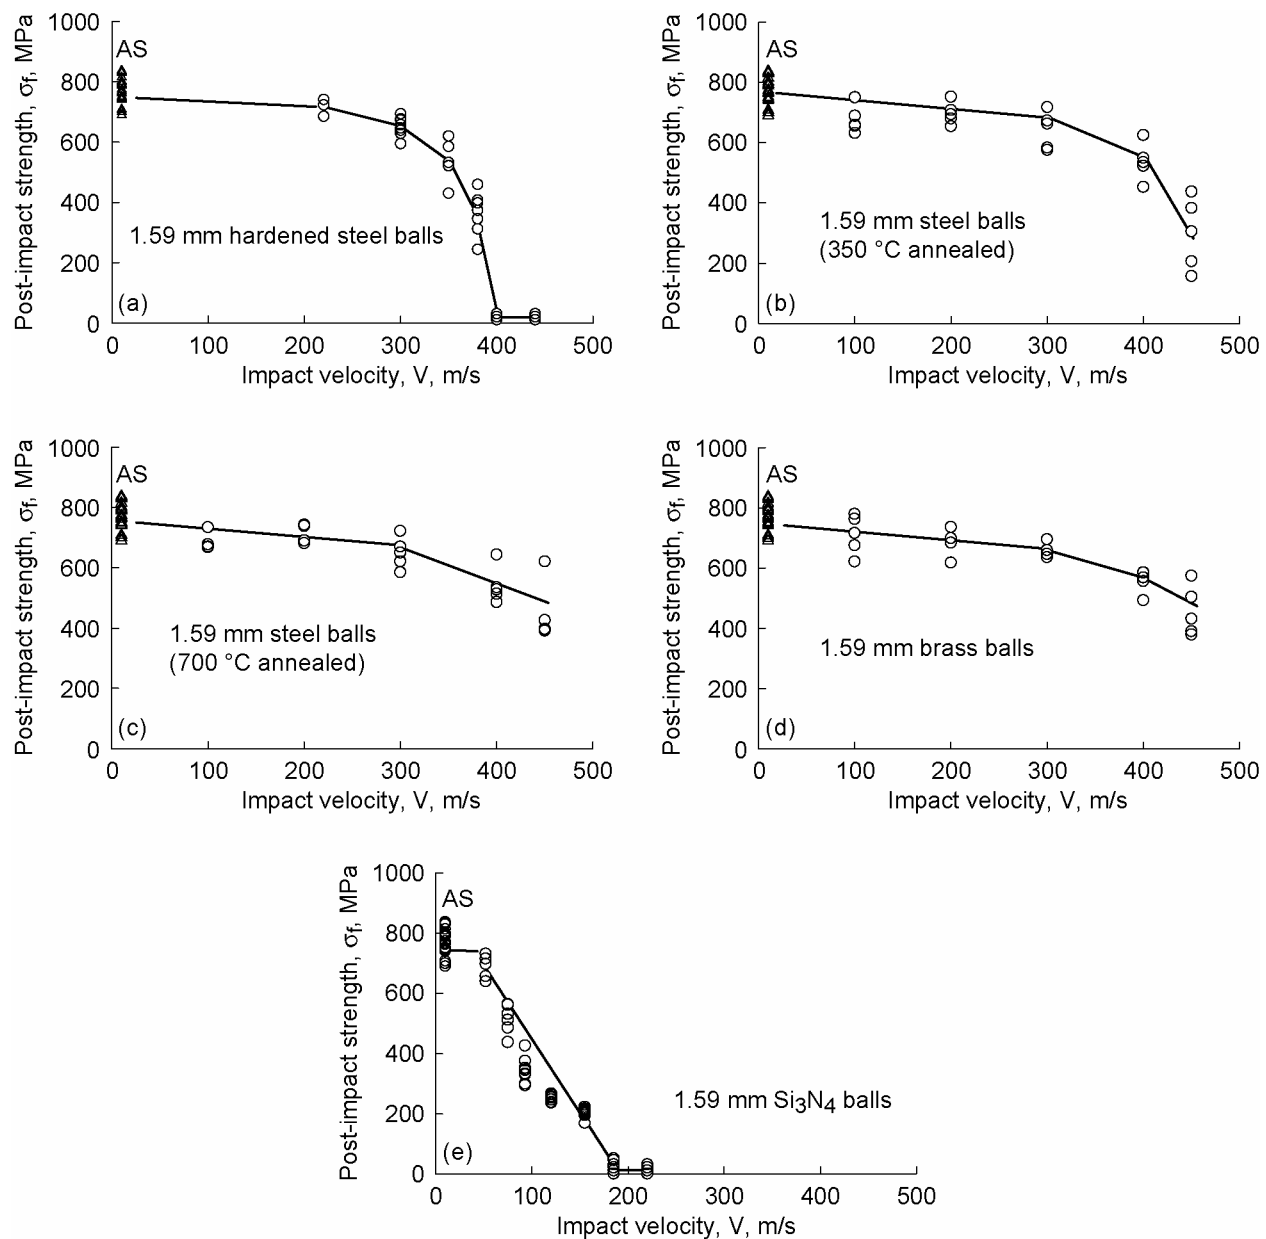 1000
800
600
400
200
0
Post-impact strength, σf, MPa
AS
1.59 mm hardened steel balls
(a)
0 100 200 300 400 500
Impact velocity, V, m/s
1000
800
600
400
200
0
Post-impact strength, σf, MPa
AS
1.59 mm steel balls
(350 °C annealed)
(b)
0 100 200 300 400 500
Impact velocity, V, m/s
1000
800
600
400
200
0
Post-impact strength, σf, MPa
AS
1.59 mm steel balls
(700 °C annealed)
(c)
0 100 200 300 400 500
Impact velocity, V, m/s
1000
800
600
400
200
0
Post-impact strength, σf, MPa
AS
1.59 mm brass balls
(d)
0 100 200 300 400 500
Impact velocity, V, m/s
1000
800
600
400
200
0
Post-impact strength, σf, MPa
AS
1.59 mm Si3N4 balls
(e)
0 100 200 300 400 500
Impact velocity, V, m/s